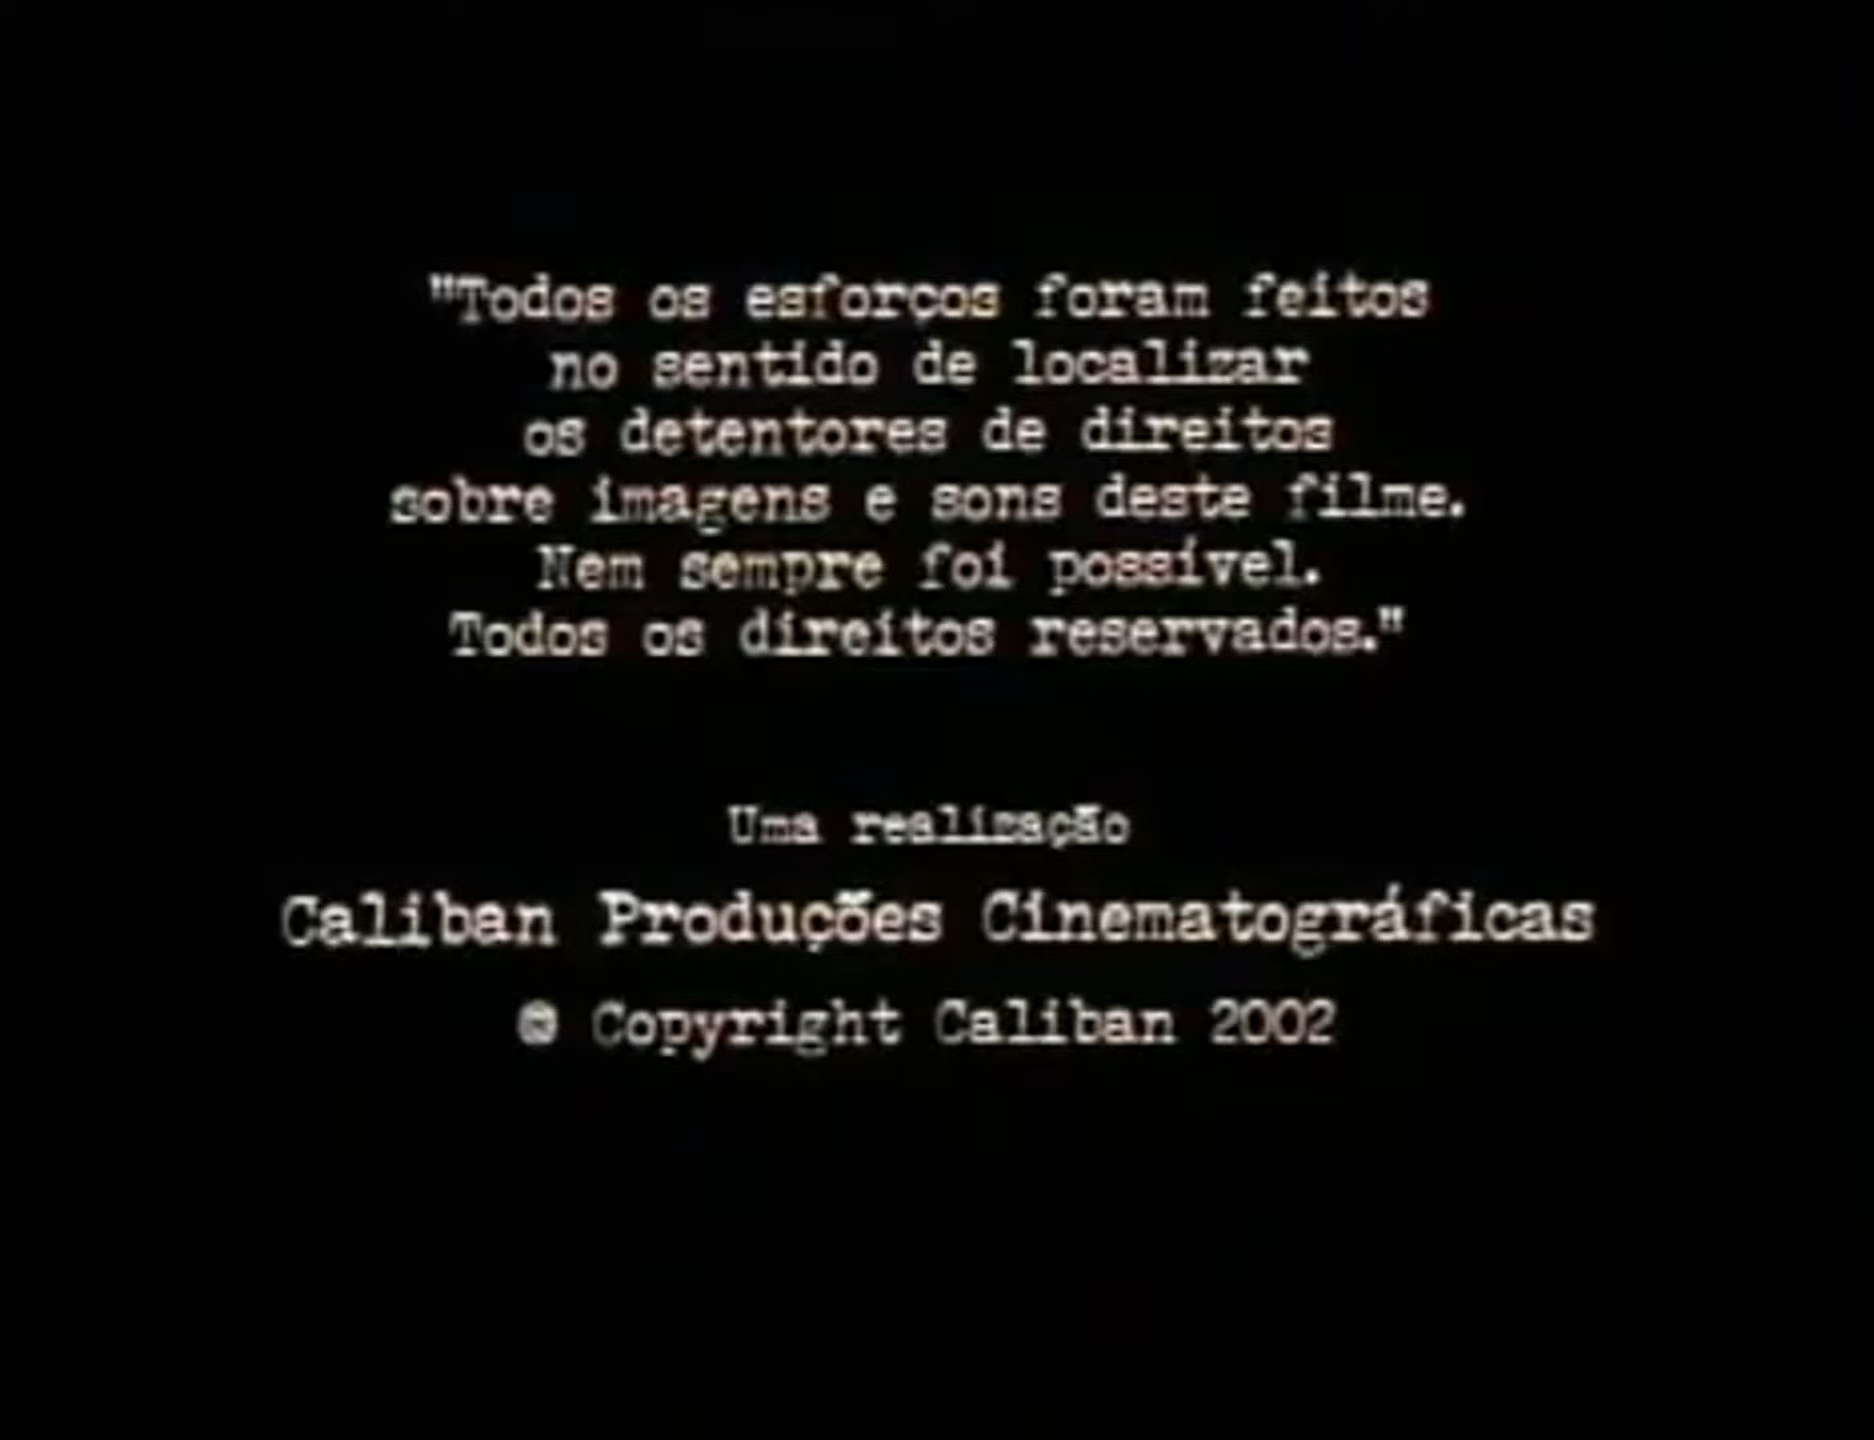 "Todos os esforços foram feitos
no sentido de localizar
os detentores de direitos
sobre imagens e sons deste filme.
Nem sempre foi possível.
Todos os direitos reservados."
Uma realização
Caliban Produções Cinematográficas
© Copyright Caliban 2002